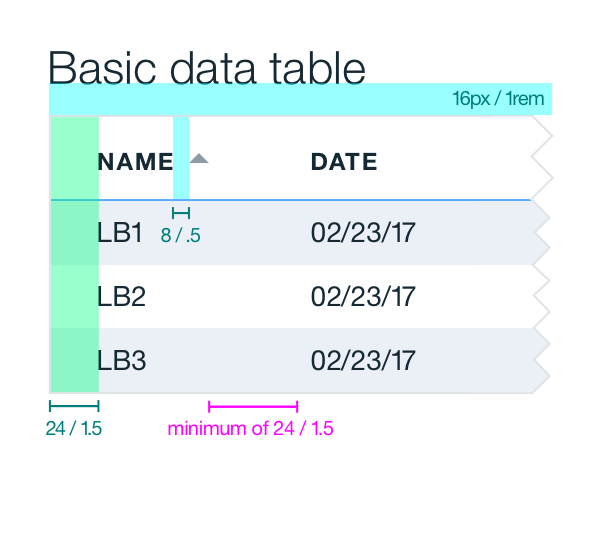 Basic data table
16px / 1rem
NAME DATE
LB1 02/23/17
8 / .5
LB2 02/23/17
LB3 02/23/17
24 / 1.5 minimum of 24 / 1.5